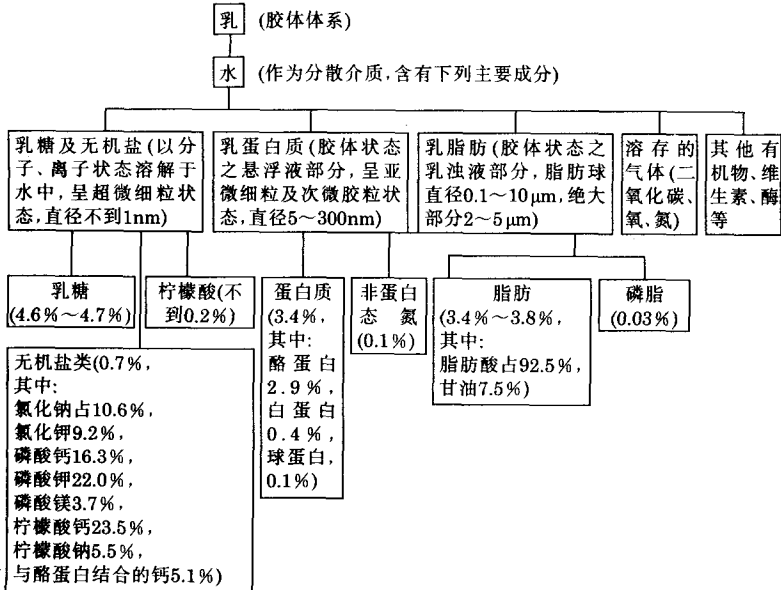 乳 (胶体体系)
水 (作为分散介质,含有下列主要成分)
乳糖及无机盐(以分
子、离子状态溶解于
水中,呈超微细粒状
态,直径不到1nm)
乳蛋白质(胶体状态
之悬浮液部分,呈亚
微细粒及次微胶粒状
态,直径5～300nm)
乳脂肪(胶体状态之
乳浊液部分,脂肪球
直径0.1～10μm,绝大
部分2～5μm)
溶存的
气体(二
氧化碳、
氧、氮)
其他有
机物、维
生素、酶
等
乳糖
(4.6%～4.7%)
柠檬酸(不
到0.2%)
无机盐类(0.7%,
其中:
氯化钠占10.6%,
氯化钾9.2%,
磷酸钙16.3%,
磷酸钾22.0%,
磷酸镁3.7%,
柠檬酸钙23.5%,
柠檬酸钠5.5%,
与酪蛋白结合的钙5.1%)
蛋白质
(3.4%,
其中:
酪蛋白
2.9%,
白蛋白
0.4%,
球蛋白,
0.1%)
非蛋白
态氮
(0.1%)
脂肪
(3.4%～3.8%,
其中:
脂肪酸占92.5%,
甘油7.5%)
磷脂
(0.03%)